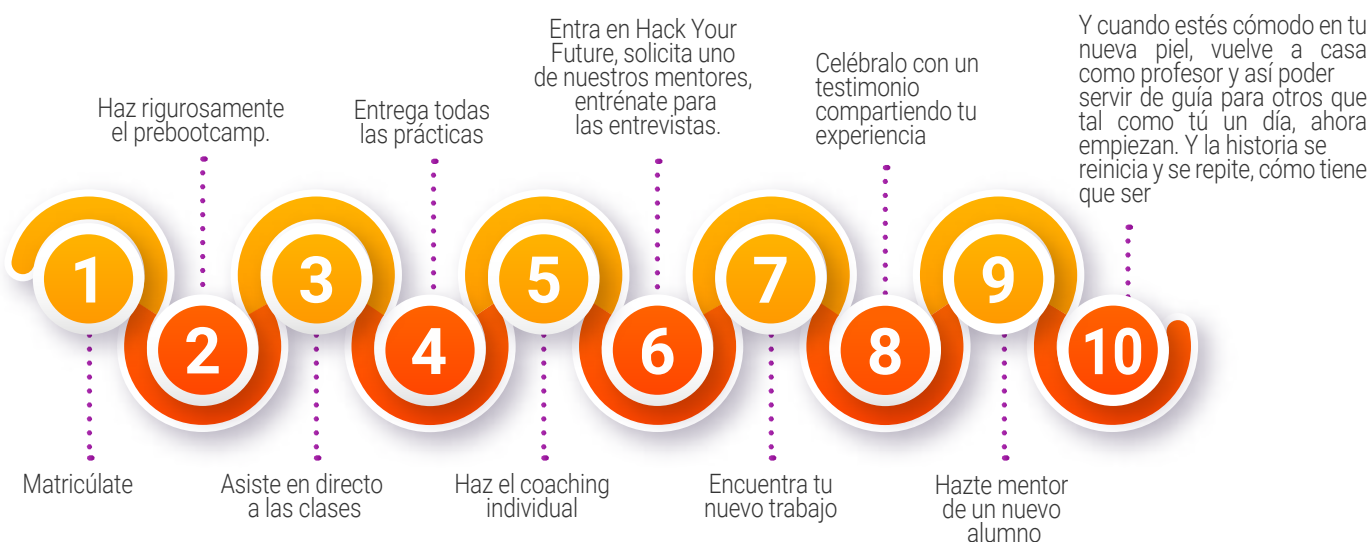 Entra en Hack Your
Future, solicita uno
de nuestros mentores,
entrénate para
las entrevistas.
Y cuando estés cómodo en tu
nueva piel, vuelve a casa
como profesor y así poder
servir de guía para otros que
tal como tú un día, ahora
empiezan. Y la historia se
reinicia y se repite, cómo tiene
que ser
Celébralo con un
testimonio
compartiendo tu
experiencia
Haz rigurosamente
el prebootcamp.
Entrega todas
las prácticas
1
2
3
4
5
6
7
8
9
10
Matricúlate
Asiste en directo
a las clases
Haz el coaching
individual
Encuentra tu
nuevo trabajo
Hazte mentor
de un nuevo
alumno